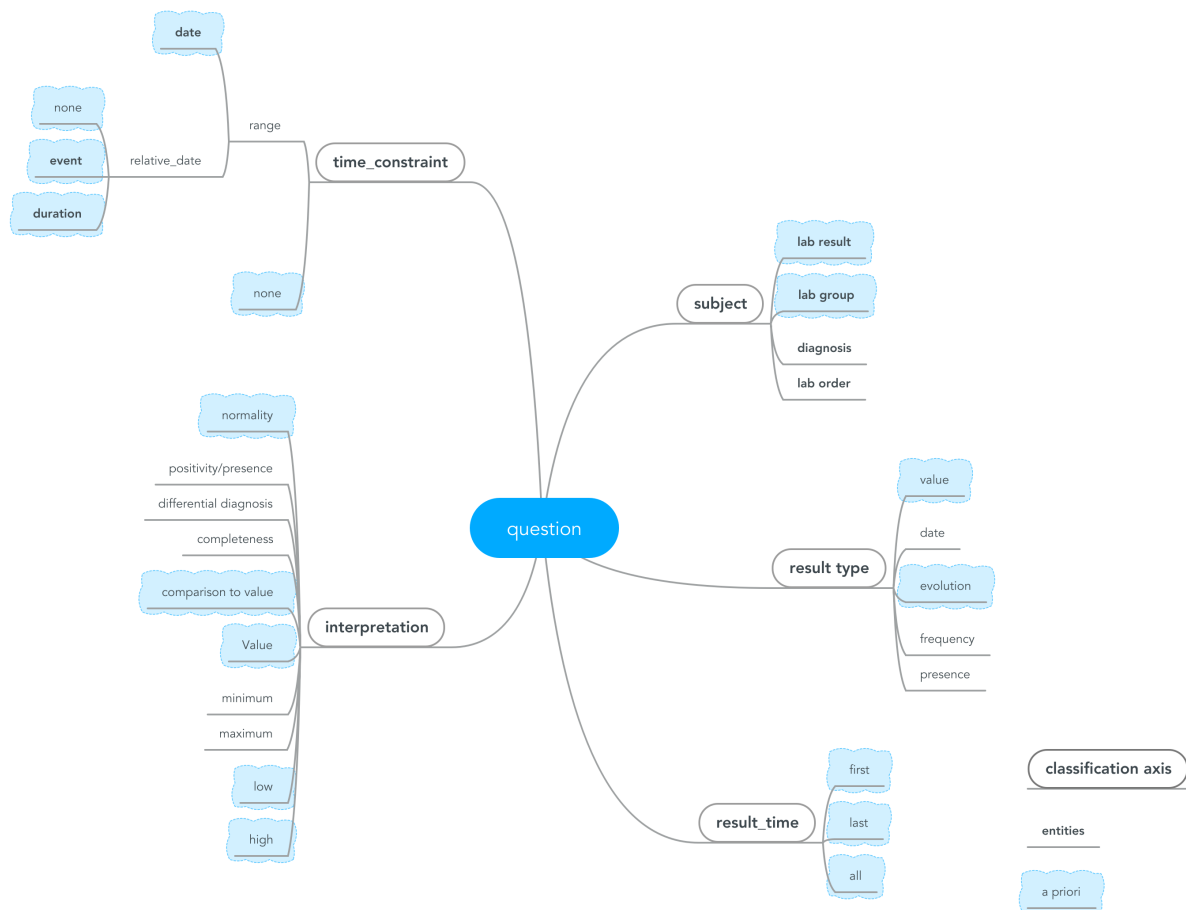 date
none
range
event
relative_date
time_constraint
duration
none
lab result
lab group
subject
diagnosis
lab order
normality
positivity/presence
differential diagnosis
completeness
comparison to value
Value
interpretation
minimum
maximum
low
high
question
value
date
result type
evolution
frequency
presence
first
last
result_time
all
classification axis
entities
a priori